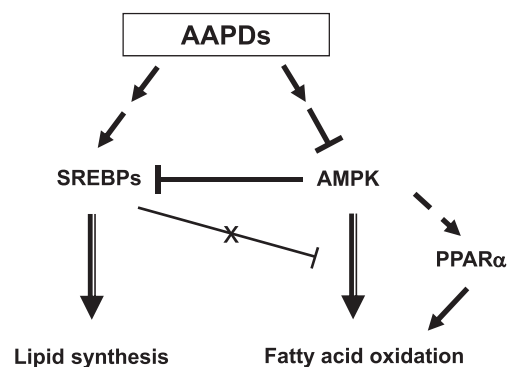 AAPDs
SREBPs
AMPK
X
PPARα
Lipid synthesis
Fatty acid oxidation